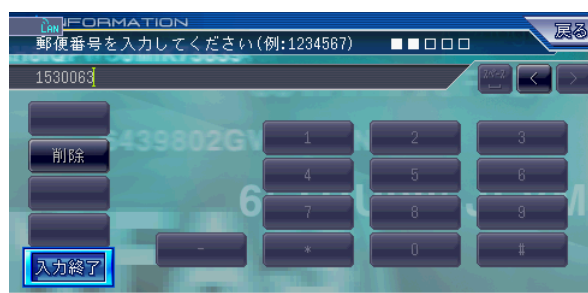 LAN
INFORMATION
戻る
郵便番号を入力してください(例:1234567) ■■□□□
1530063
スペース < >
1 2 3
削除
4 5 6
7 8 9
- * 0 #
入力終了